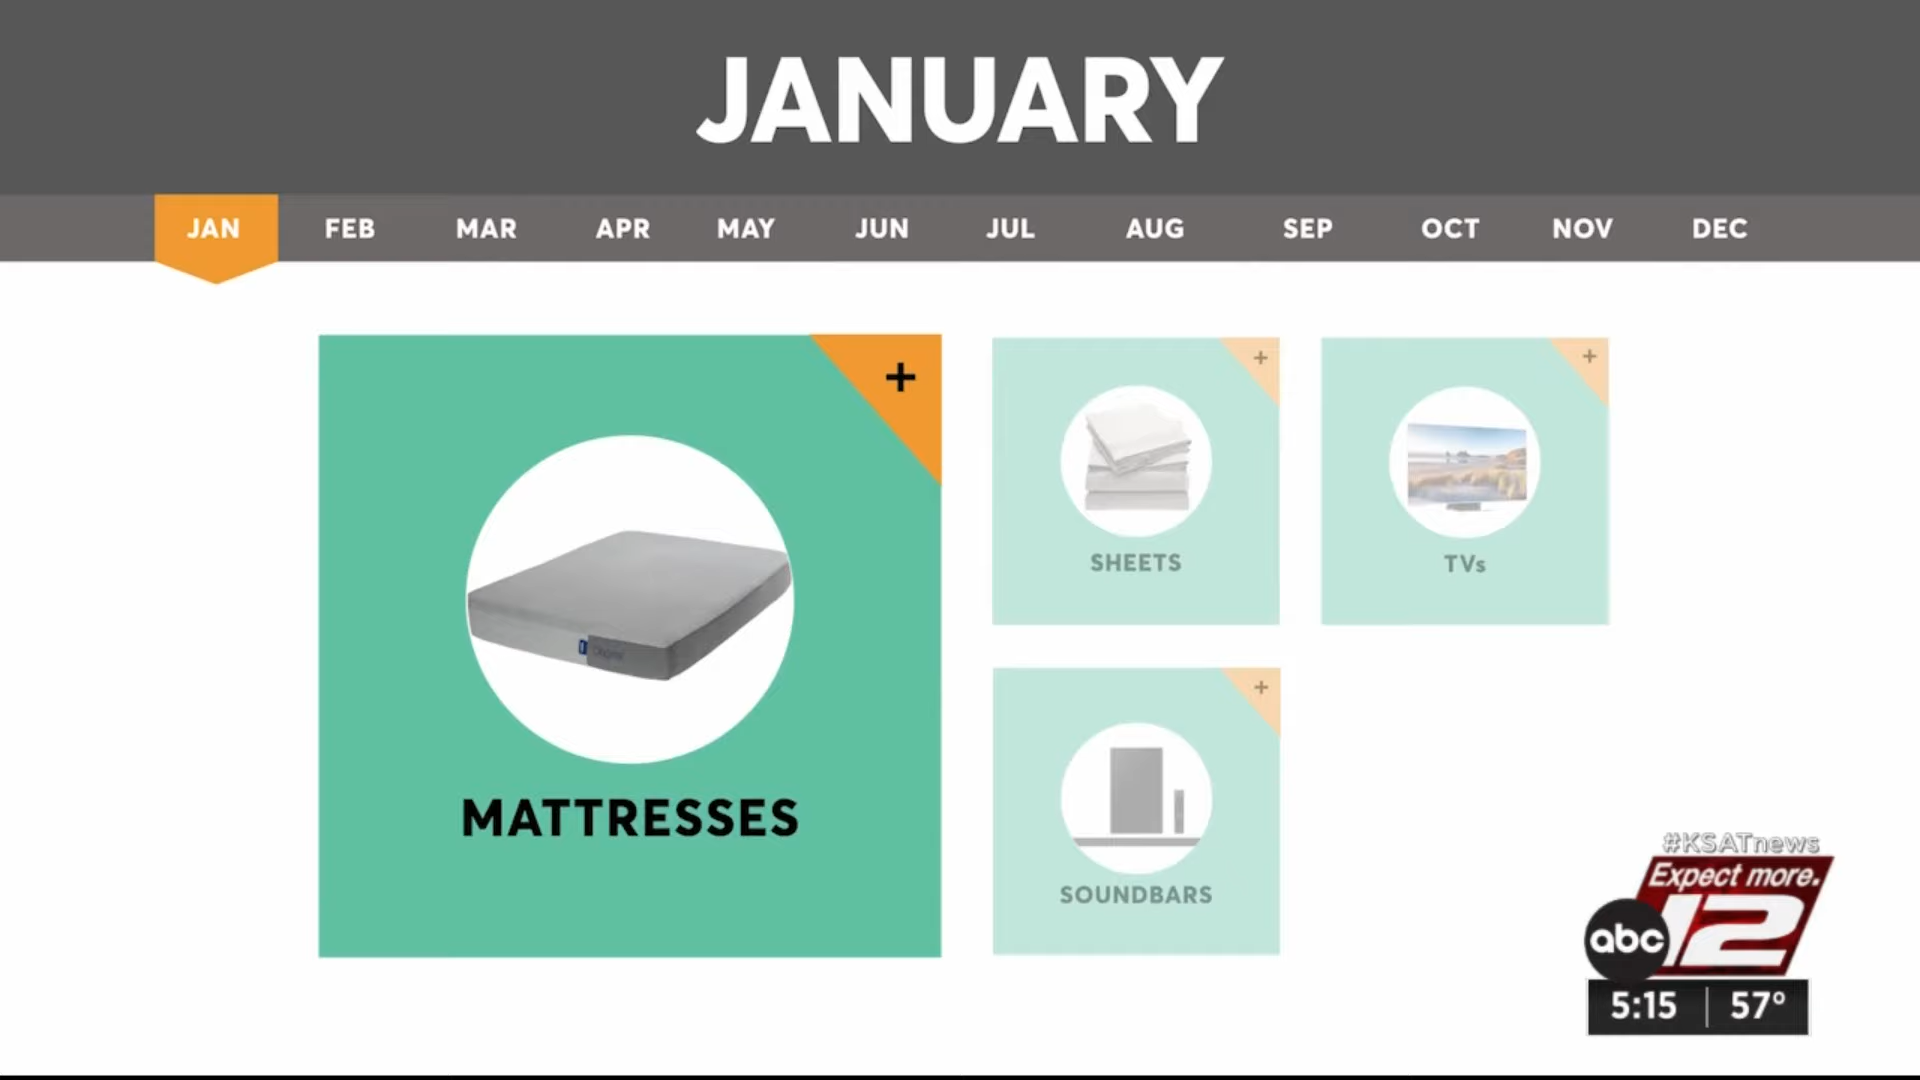 JANUARY
JAN FEB MAR APR MAY JUN JUL AUG SEP OCT NOV DEC
+
MATTRESSES
+
SHEETS
+
TVs
+
SOUNDBARS
#KSATnews
Expect more.
abc 12
5:15 57°